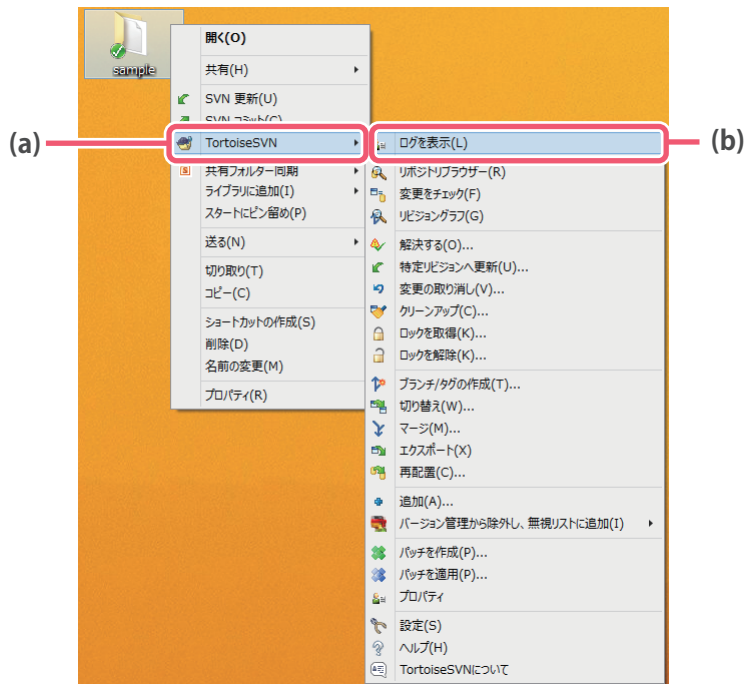 sample
開く(O)
共有(H)
SVN 更新(U)
SVN コミット(C)
(a)
TortoiseSVN
共有フォルダー同期
ライブラリに追加(I)
スタートにピン留め(P)
送る(N)
切り取り(T)
コピー(C)
ショートカットの作成(S)
削除(D)
名前の変更(M)
プロパティ(R)
ログを表示(L)
(b)
リポジトリブラウザー(R)
変更をチェック(F)
リビジョングラフ(G)
解決する(O)...
特定リビジョンへ更新(U)...
変更の取り消し(V)...
クリーンアップ(C)...
ロックを取得(K)...
ロックを解除(K)...
ブランチ/タグの作成(T)...
切り替え(W)...
マージ(M)...
エクスポート(X)
再配置(C)...
追加(A)...
バージョン管理から除外し、無視リストに追加(I)
パッチを作成(P)...
パッチを適用(P)...
プロパティ
設定(S)
ヘルプ(H)
TortoiseSVNについて